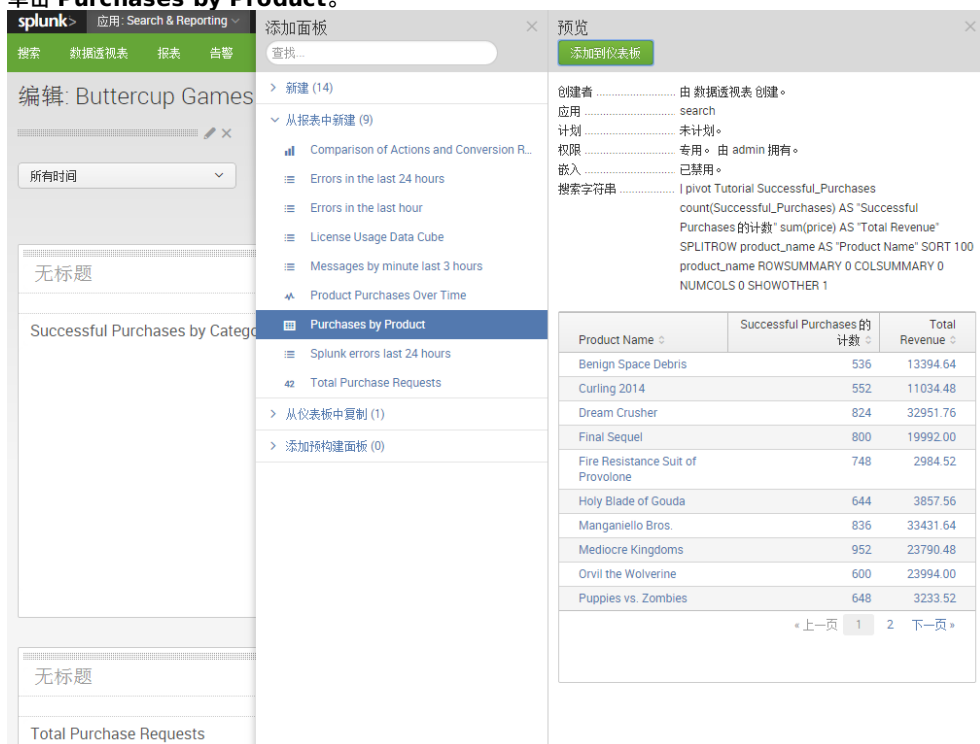 单击 Purchases by Product。
splunk> 应用: Search & Reporting
搜索 数据透视表 报表 告警
编辑: Buttercup Games
所有时间
无标题
Successful Purchases by Catego
无标题
Total Purchase Requests
添加面板
查找...
新建 (14)
从报表中新建 (9)
Comparison of Actions and Conversion R...
Errors in the last 24 hours
Errors in the last hour
License Usage Data Cube
Messages by minute last 3 hours
Product Purchases Over Time
Purchases by Product
Splunk errors last 24 hours
42 Total Purchase Requests
从仪表板中复制 (1)
添加预构建面板 (0)
预览
添加到仪表板
创建者 ........................ 由 数据透视表 创建。
应用 ........................ search
计划 ........................ 未计划。
权限 ........................ 专用。由 admin 拥有。
嵌入 ........................ 已禁用。
搜索字符串 ................. | pivot Tutorial Successful_Purchases
count(Successful_Purchases) AS "Successful
Purchases 的计数" sum(price) AS "Total Revenue"
SPLITROW product_name AS "Product Name" SORT 100
product_name ROWSUMMARY 0 COLSUMMARY 0
NUMCOLS 0 SHOWOTHER 1
Product Name Successful Purchases 的计数 Total Revenue
Benign Space Debris 536 13394.64
Curling 2014 552 11034.48
Dream Crusher 824 32951.76
Final Sequel 800 19992.00
Fire Resistance Suit of Provolone 748 2984.52
Holy Blade of Gouda 644 3857.56
Manganiello Bros. 836 33431.64
Mediocre Kingdoms 952 23790.48
Orvil the Wolverine 600 23994.00
Puppies vs. Zombies 648 3233.52
« 上一页 1 2 下一页 »